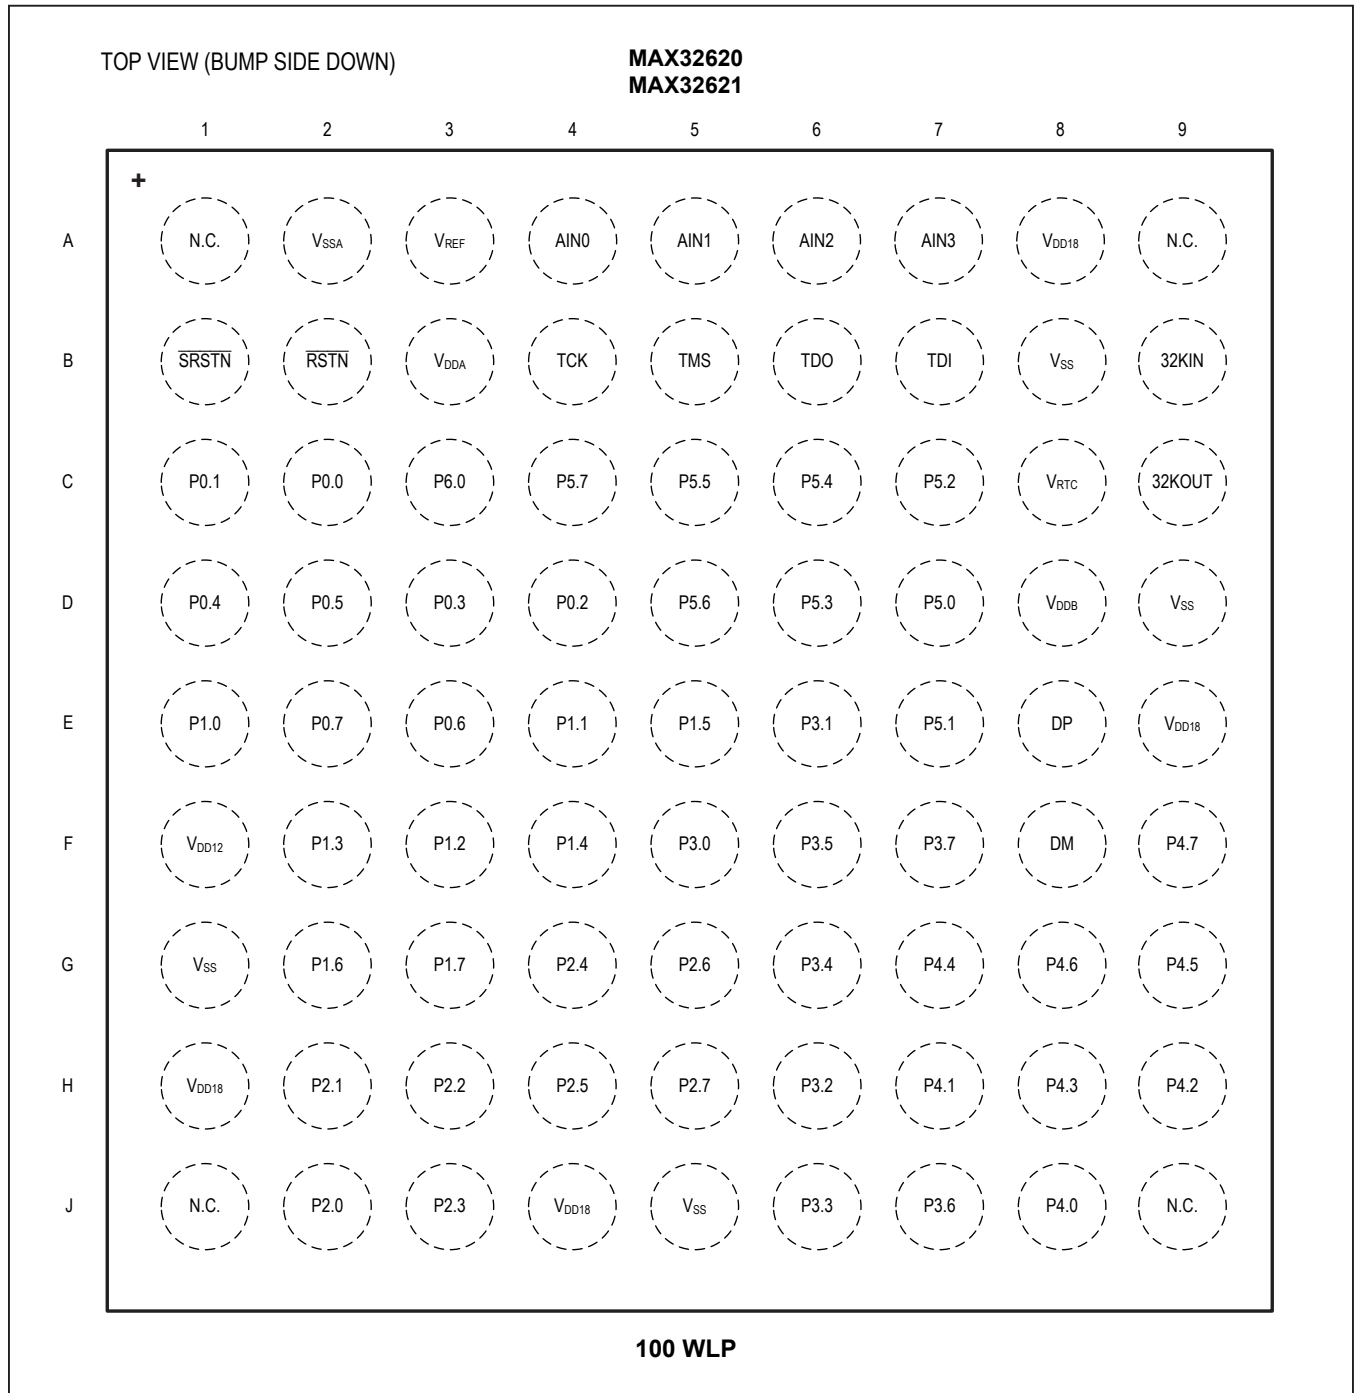 TOP VIEW (BUMP SIDE DOWN)
MAX32620
MAX32621
1 2 3 4 5 6 7 8 9
+
A N.C. VSSA VREF AIN0 AIN1 AIN2 AIN3 VDD18 N.C.
B SRSTN RSTN VDDA TCK TMS TDO TDI VSS 32KIN
C P0.1 P0.0 P6.0 P5.7 P5.5 P5.4 P5.2 VRTC 32KOUT
D P0.4 P0.5 P0.3 P0.2 P5.6 P5.3 P5.0 VDDB VSS
E P1.0 P0.7 P0.6 P1.1 P1.5 P3.1 P5.1 DP VDD18
F VDD12 P1.3 P1.2 P1.4 P3.0 P3.5 P3.7 DM P4.7
G VSS P1.6 P1.7 P2.4 P2.6 P3.4 P4.4 P4.6 P4.5
H VDD18 P2.1 P2.2 P2.5 P2.7 P3.2 P4.1 P4.3 P4.2
J N.C. P2.0 P2.3 VDD18 VSS P3.3 P3.6 P4.0 N.C.
100 WLP